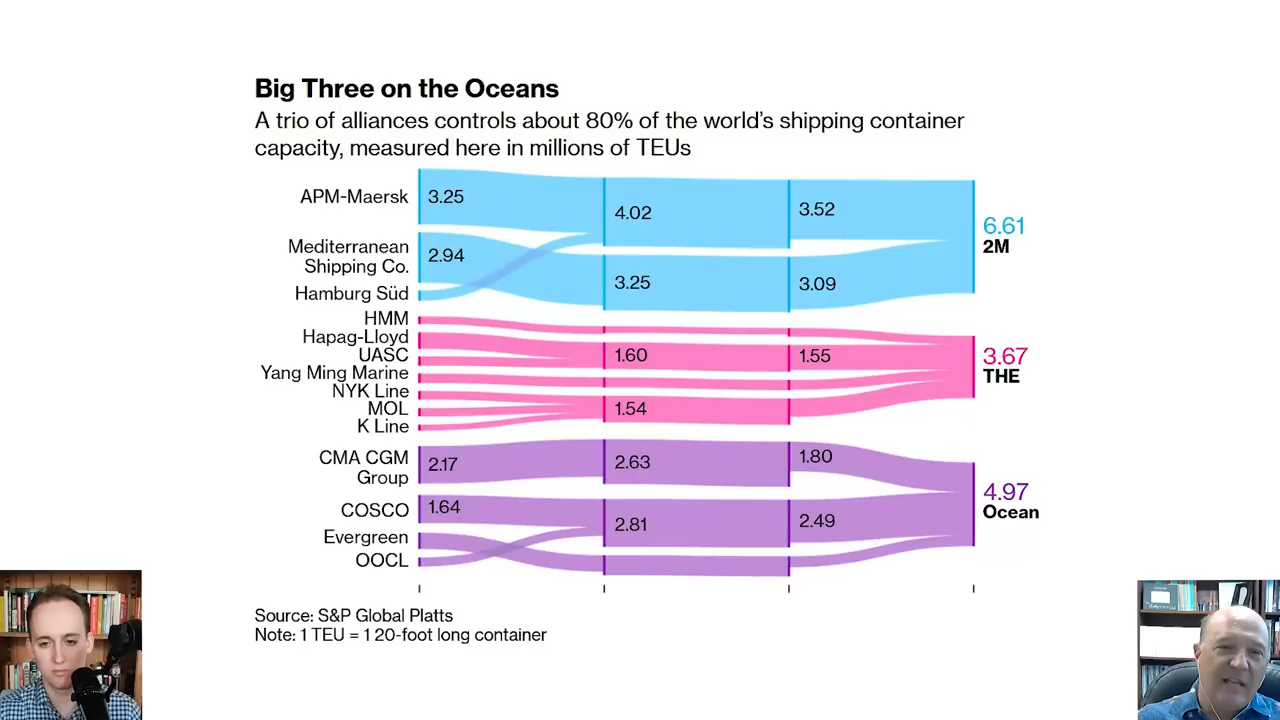 Big Three on the Oceans
A trio of alliances controls about 80% of the world's shipping container
capacity, measured here in millions of TEUs
APM-Maersk
3.25
4.02
3.52
6.61
2M
Mediterranean
Shipping Co.
2.94
3.25
3.09
Hamburg Süd
HMM
Hapag-Lloyd
UASC
1.60
1.55
3.67
THE
Yang Ming Marine
NYK Line
MOL
1.54
K Line
CMA CGM
Group
2.17
2.63
1.80
4.97
Ocean
COSCO
1.64
2.81
2.49
Evergreen
OOCL
Source: S&P Global Platts
Note: 1 TEU = 1 20-foot long container